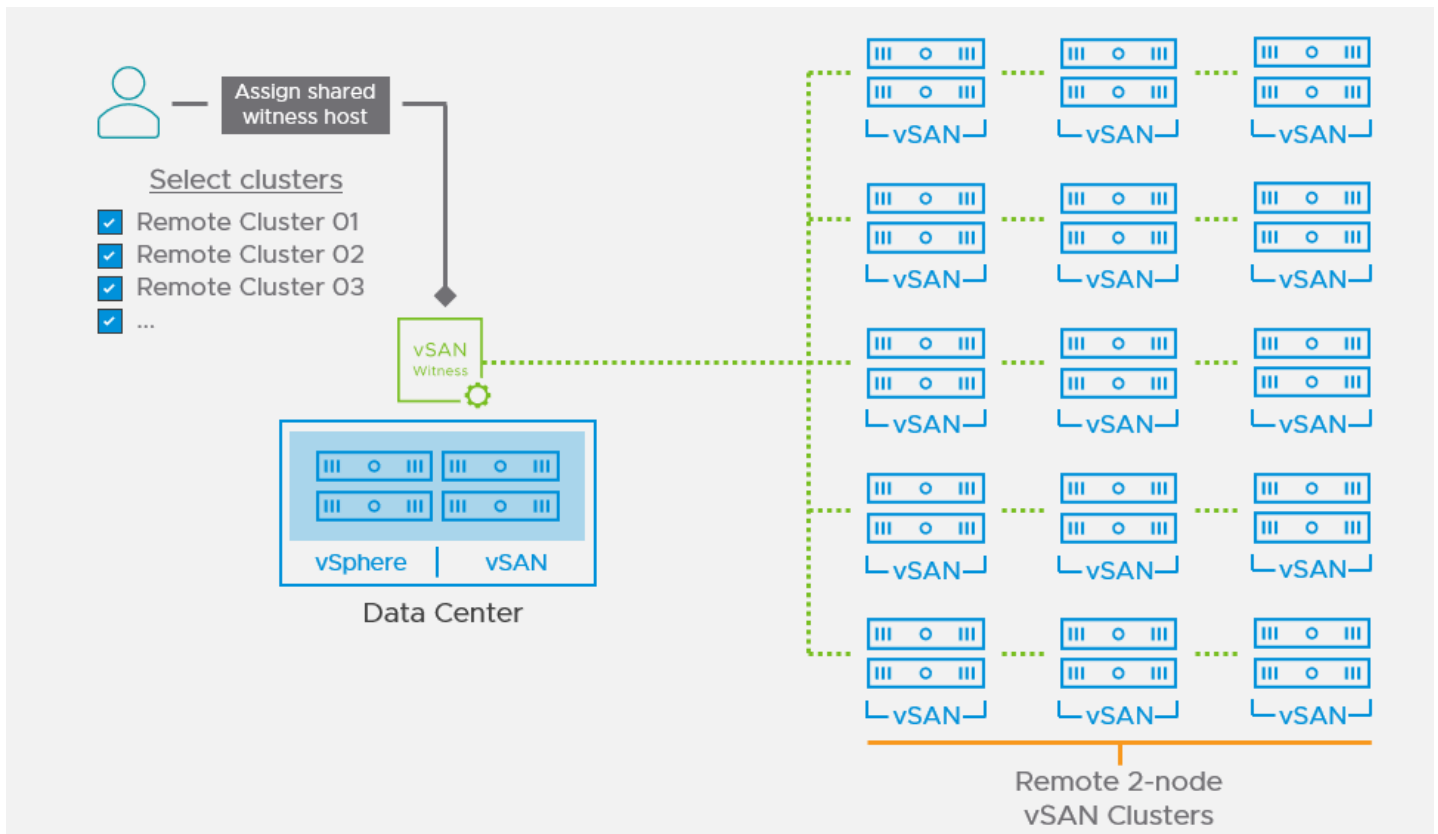 Assign shared
witness host
Select clusters
Remote Cluster 01
Remote Cluster 02
Remote Cluster 03
...
vSAN
Witness
vSphere | vSAN
Data Center
vSAN vSAN vSAN
vSAN vSAN vSAN
vSAN vSAN vSAN
vSAN vSAN vSAN
vSAN vSAN vSAN
Remote 2-node
vSAN Clusters